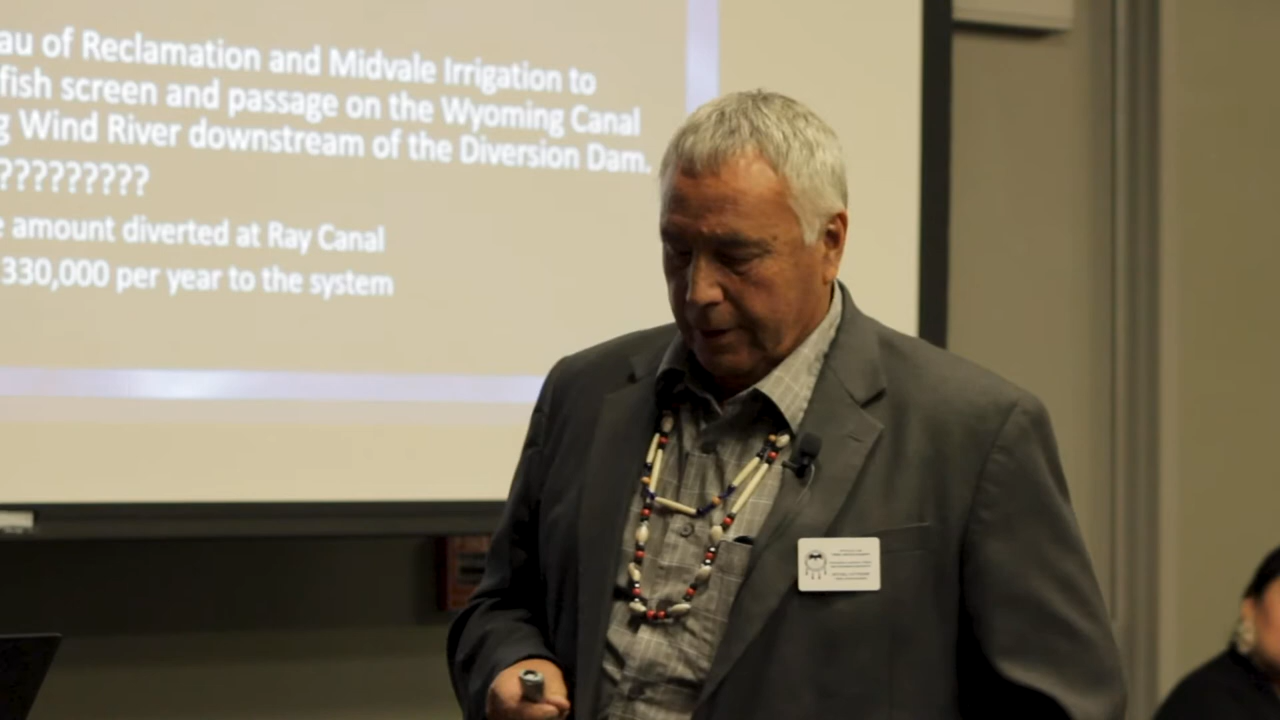 au of Reclamation and Midvale Irrigation to
fish screen and passage on the Wyoming Canal
g Wind River downstream of the Diversion Dam.
?????????
e amount diverted at Ray Canal
330,000 per year to the system